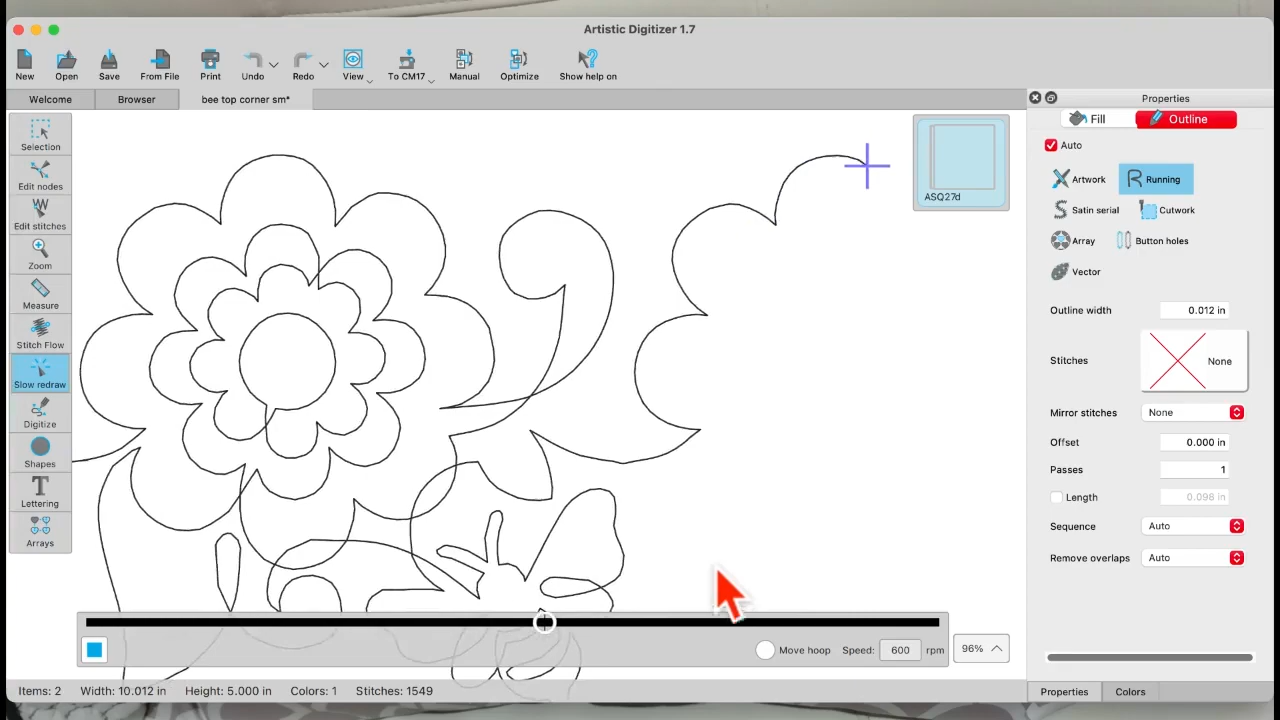 Artistic Digitizer 1.7
New Open Save From File Print Undo Redo View To CM17 Manual Optimize Show help on
Welcome Browser bee top corner sm* Properties
Selection
Edit nodes
Edit stitches
Zoom
Measure
Stitch Flow
Slow redraw
Digitize
Shapes
Lettering
Arrays
ASQ27d
Fill Outline
Auto
Artwork Running
Satin serial Cutwork
Array Button holes
Vector
Outline width 0.012 in
Stitches None
Mirror stitches None
Offset 0.000 in
Passes 1
Length 0.098 in
Sequence Auto
Remove overlaps Auto
Move hoop Speed: 600 rpm 96%
Items: 2 Width: 10.012 in Height: 5.000 in Colors: 1 Stitches: 1549
Properties Colors